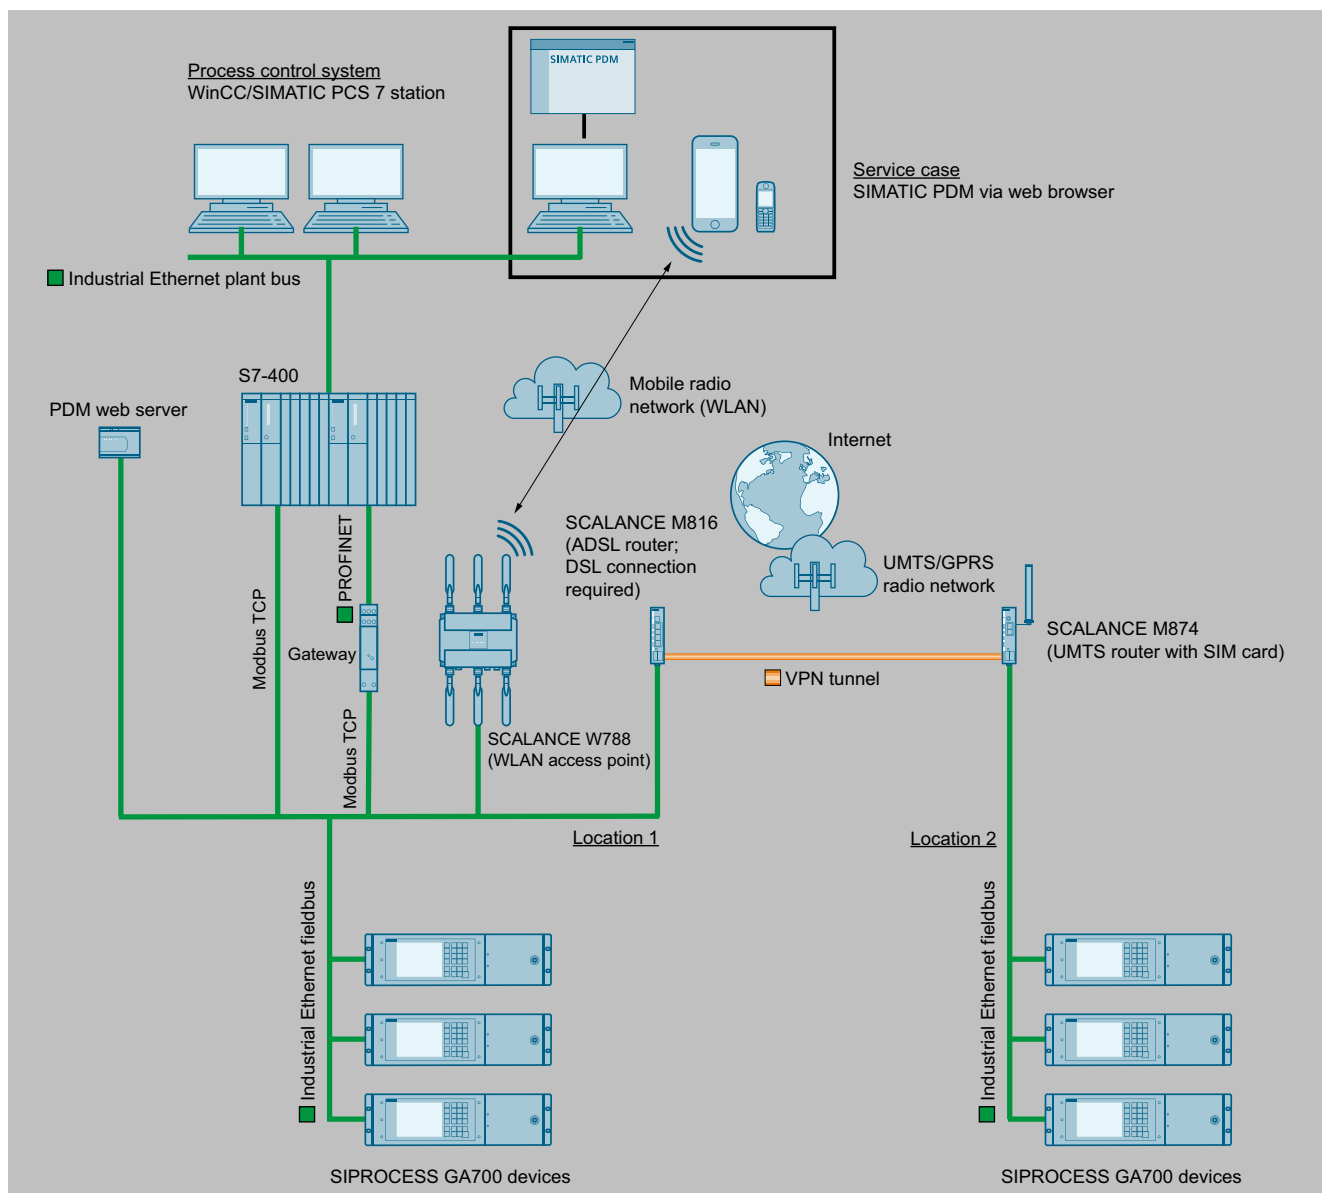 SIMATIC PDM
Process control system
WinCC/SIMATIC PCS 7 station
Service case
SIMATIC PDM via web browser
Industrial Ethernet plant bus
S7-400
PDM web server
Mobile radio
network (WLAN)
Internet
SCALANCE M816
(ADSL router;
DSL connection
required)
UMTS/GPRS
radio network
PROFINET
Modbus TCP
Gateway
SCALANCE M874
(UMTS router with SIM card)
VPN tunnel
SCALANCE W788
(WLAN access point)
Modbus TCP
Location 1
Location 2
Industrial Ethernet fieldbus
Industrial Ethernet fieldbus
SIPROCESS GA700 devices
SIPROCESS GA700 devices